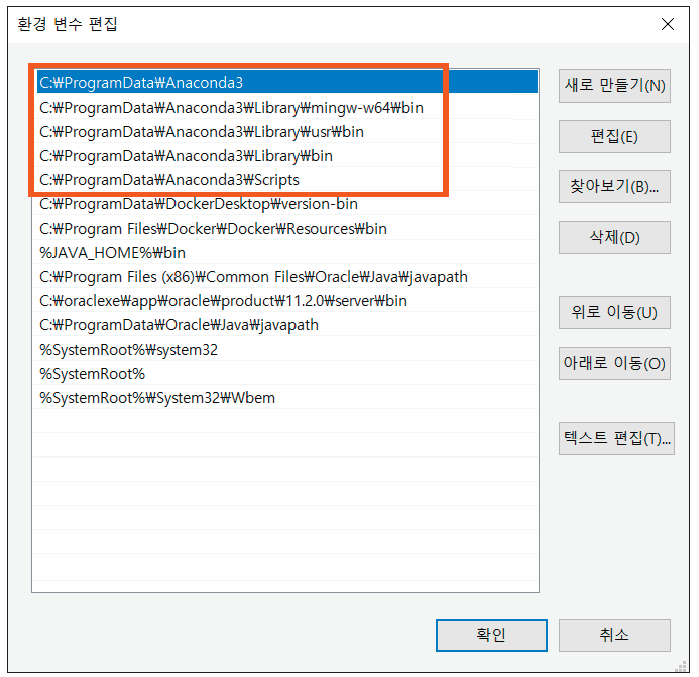 환경 변수 편집
C:₩ProgramData₩Anaconda3
C:₩ProgramData₩Anaconda3₩Library₩mingw-w64₩bin
C:₩ProgramData₩Anaconda3₩Library₩usr₩bin
C:₩ProgramData₩Anaconda3₩Library₩bin
C:₩ProgramData₩Anaconda3₩Scripts
C:₩ProgramData₩DockerDesktop₩version-bin
C:₩Program Files₩Docker₩Docker₩Resources₩bin
%JAVA_HOME%₩bin
C:₩Program Files (x86)₩Common Files₩Oracle₩Java₩javapath
C:₩oraclexe₩app₩oracle₩product₩11.2.0₩server₩bin
C:₩ProgramData₩Oracle₩Java₩javapath
%SystemRoot%₩system32
%SystemRoot%
%SystemRoot%₩System32₩Wbem
새로 만들기(N)
편집(E)
찾아보기(B)...
삭제(D)
위로 이동(U)
아래로 이동(O)
텍스트 편집(T)...
확인
취소